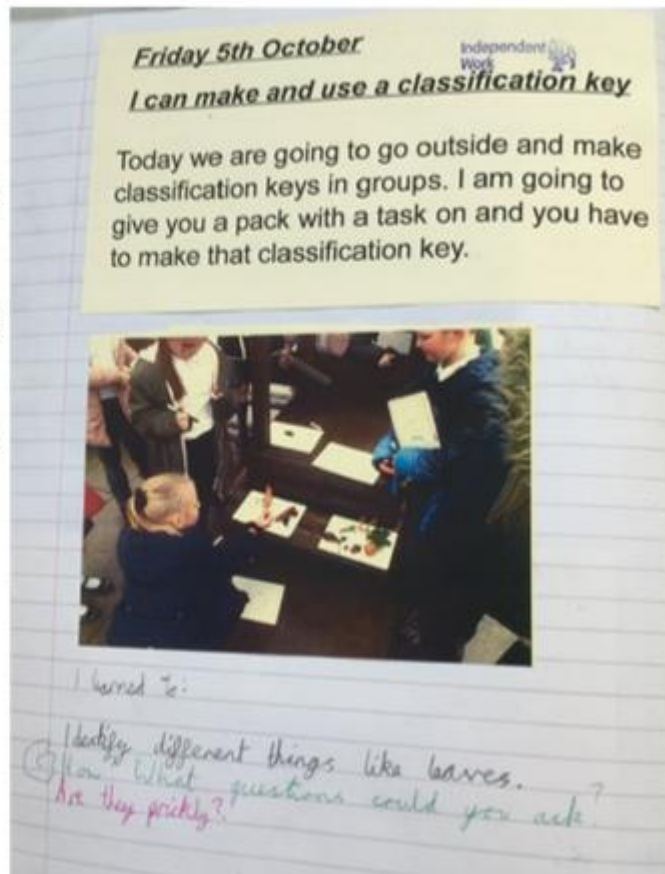 Friday 5th October
Independent
Work
I can make and use a classification key
Today we are going to go outside and make
classification keys in groups. I am going to
give you a pack with a task on and you have
to make that classification key.
I learned to:
Identify different things like leaves.
How? What questions could you ask?
Are they prickly?